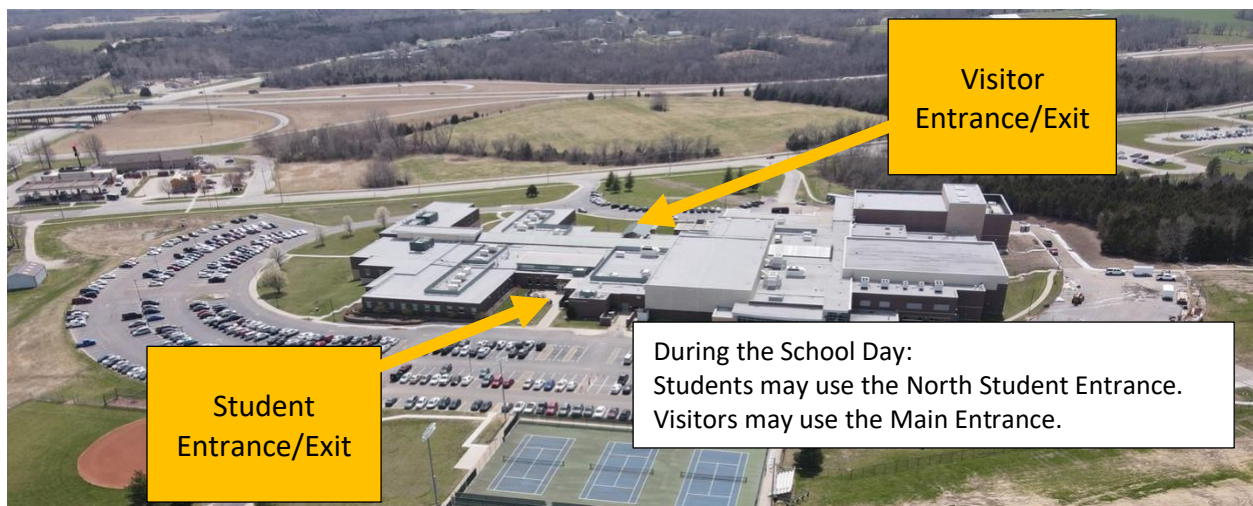 Visitor
Entrance/Exit
During the School Day:
Students may use the North Student Entrance.
Visitors may use the Main Entrance.
Student
Entrance/Exit